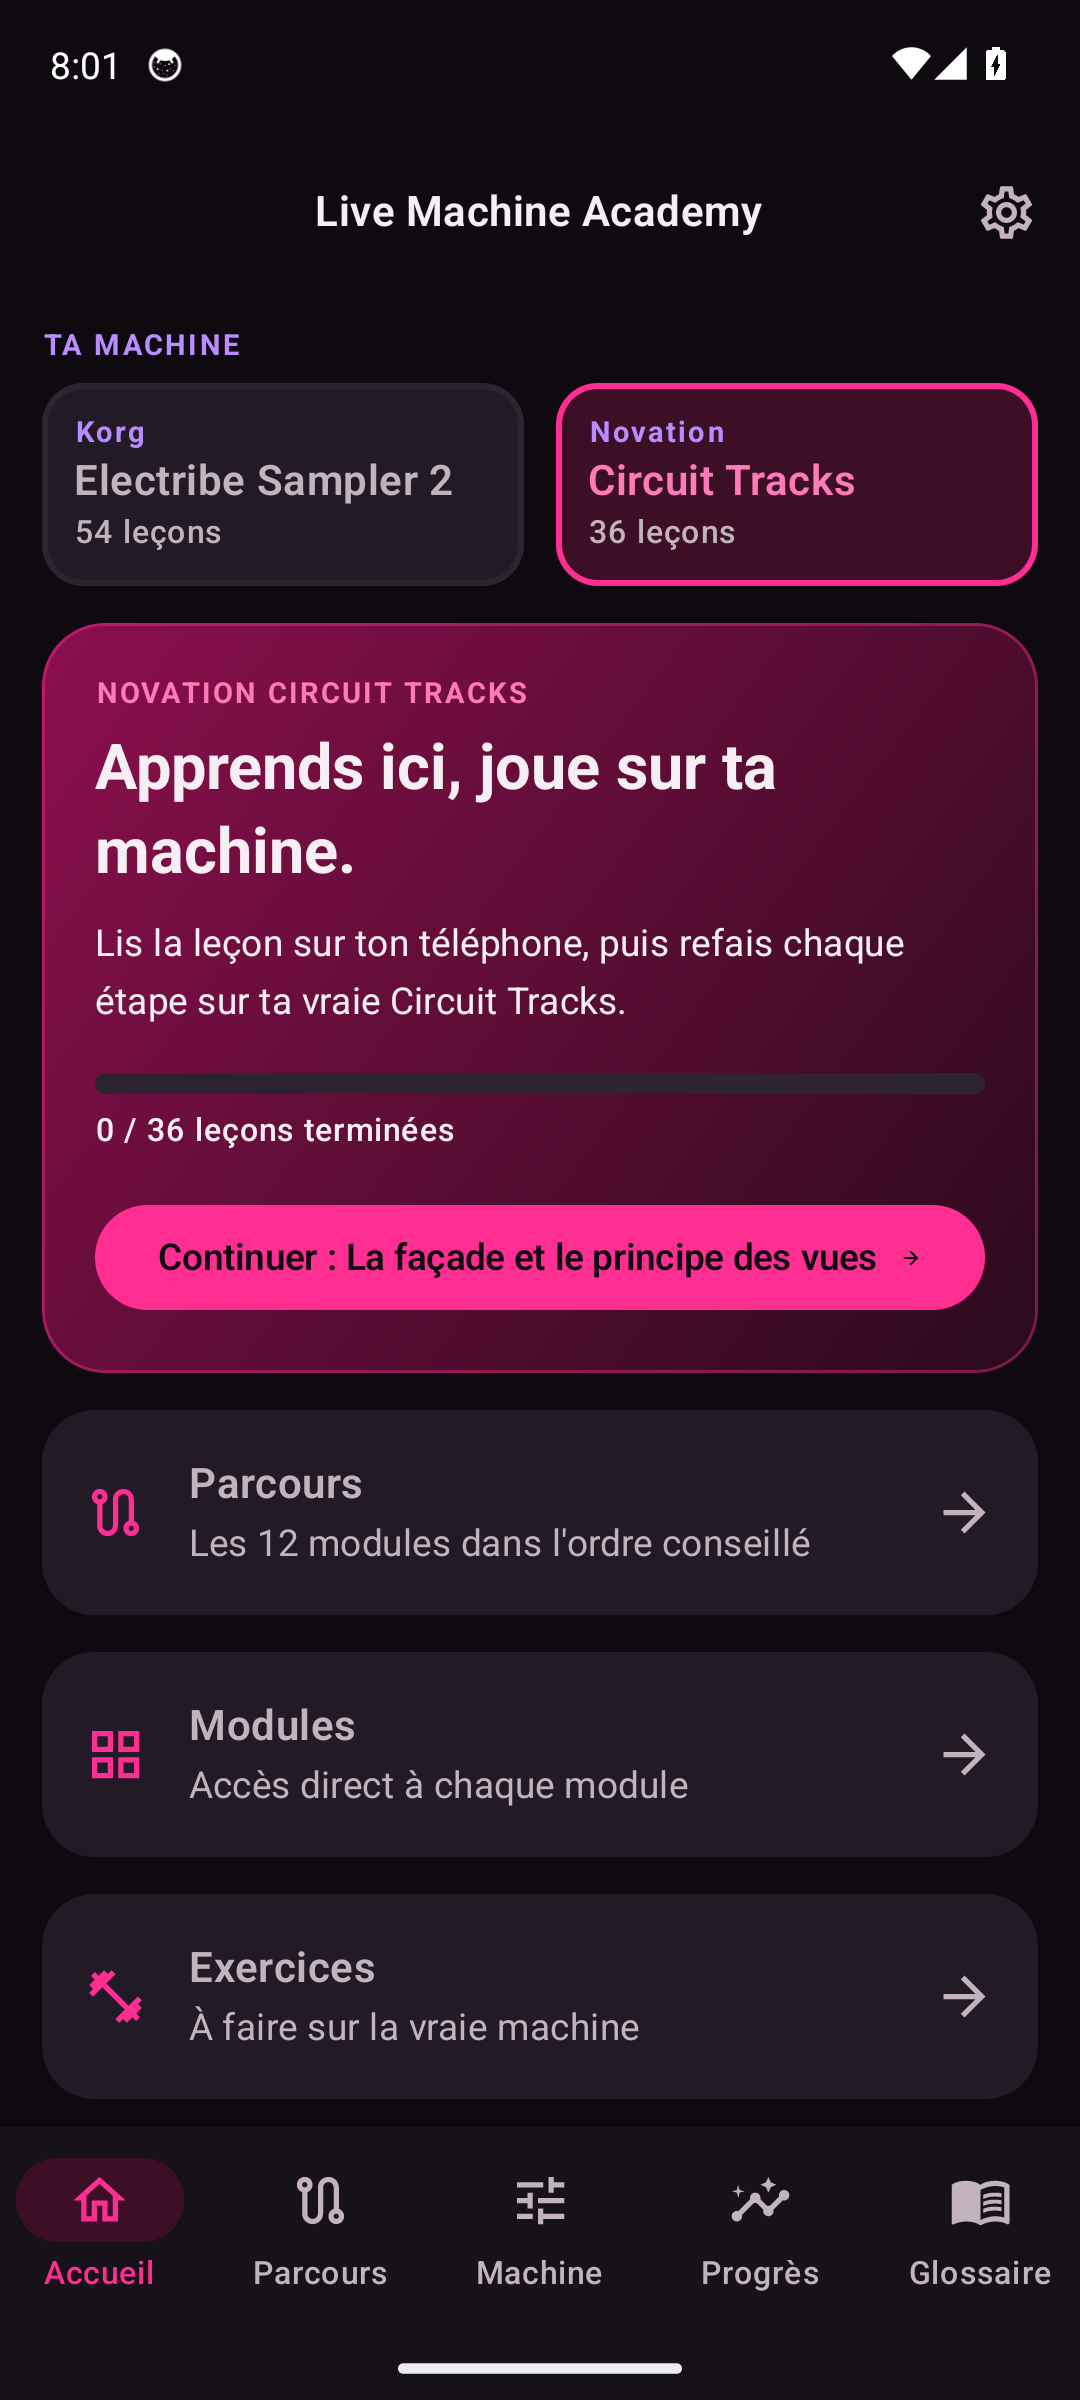 8:01
Live Machine Academy
TA MACHINE
Korg
Electribe Sampler 2
54 leçons
Novation
Circuit Tracks
36 leçons
NOVATION CIRCUIT TRACKS
Apprends ici, joue sur ta
machine.
Lis la leçon sur ton téléphone, puis refais chaque
étape sur ta vraie Circuit Tracks.
0 / 36 leçons terminées
Continuer : La façade et le principe des vues
Parcours
Les 12 modules dans l'ordre conseillé
Modules
Accès direct à chaque module
Exercices
À faire sur la vraie machine
Accueil
Parcours
Machine
Progrès
Glossaire